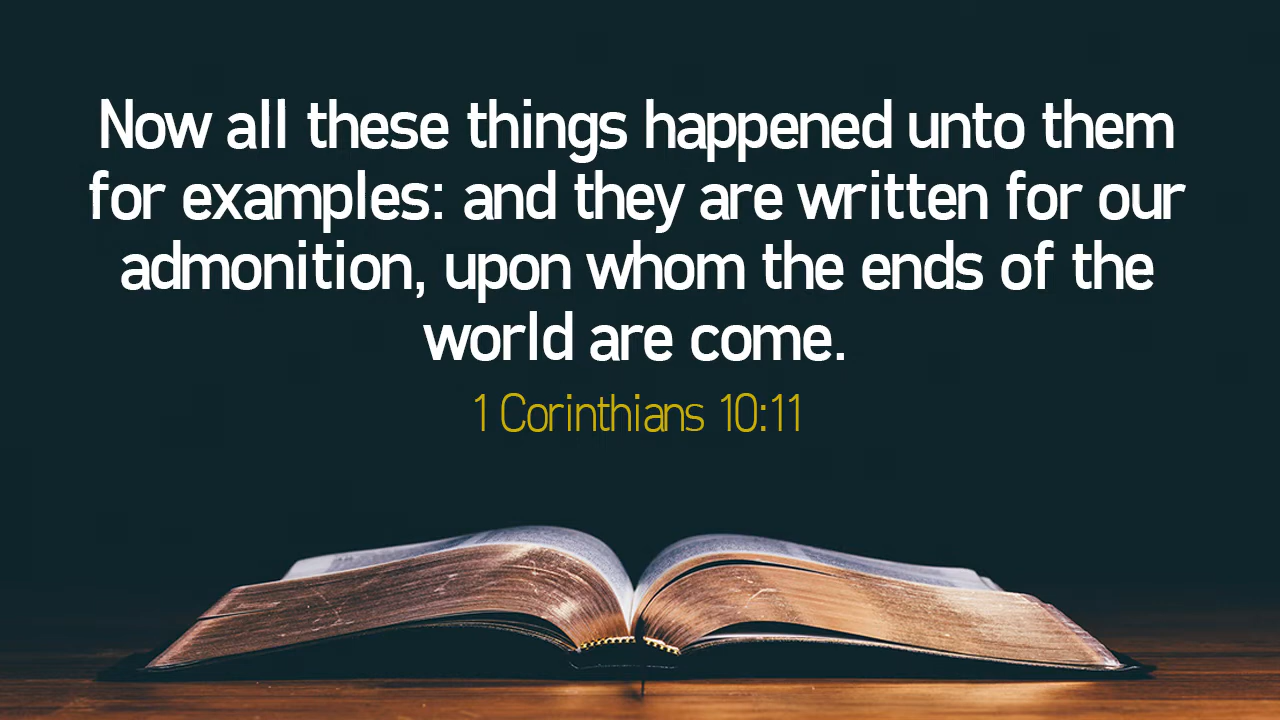 Now all these things happened unto them
for examples: and they are written for our
admonition, upon whom the ends of the
world are come.
1 Corinthians 10:11